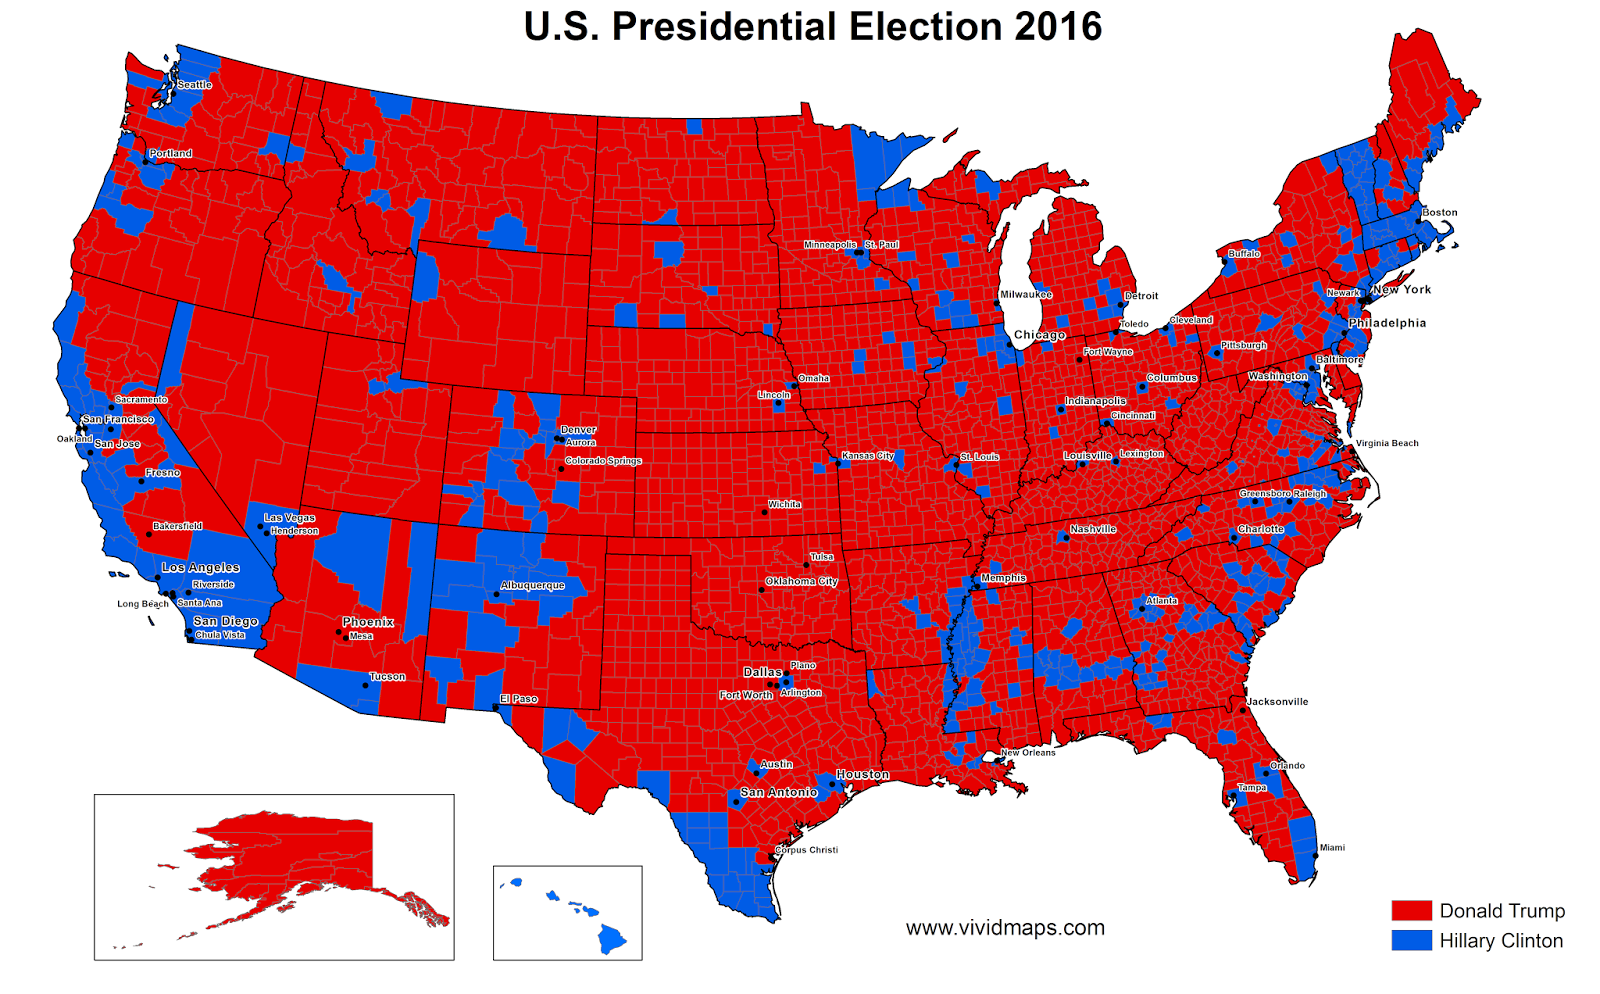 U.S. Presidential Election 2016
Seattle
Portland
Boston
Minneapolis
St. Paul
Buffalo
Milwaukee
Detroit
Newark
New York
Toledo
Cleveland
Philadelphia
Chicago
Fort Wayne
Pittsburgh
Baltimore
Omaha
Columbus
Washington
Lincoln
Sacramento
Indianapolis
San Francisco
Cincinnati
Oakland
San Jose
Denver
Aurora
Virginia Beach
Colorado Springs
Kansas City
St. Louis
Louisville
Lexington
Fresno
Wichita
Greensboro
Raleigh
Las Vegas
Henderson
Bakersfield
Nashville
Charlotte
Tulsa
Los Angeles
Riverside
Albuquerque
Oklahoma City
Memphis
Long Beach
Santa Ana
Atlanta
San Diego
Chula Vista
Phoenix
Mesa
Tucson
Dallas
Plano
Fort Worth
Arlington
El Paso
Jacksonville
New Orleans
Austin
Houston
Orlando
San Antonio
Tampa
Corpus Christi
Miami
www.vividmaps.com
Donald Trump
Hillary Clinton